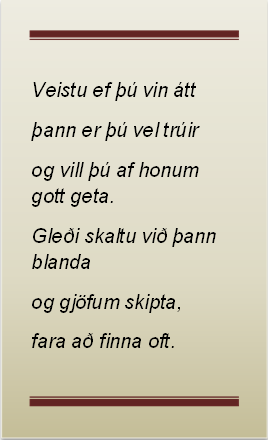 Veistu ef þú vin átt
þann er þú vel trúir
og vill þú af honum
gott geta.
Gleði skaltu við þann
blanda
og gjöfum skipta,
fara að finna oft.